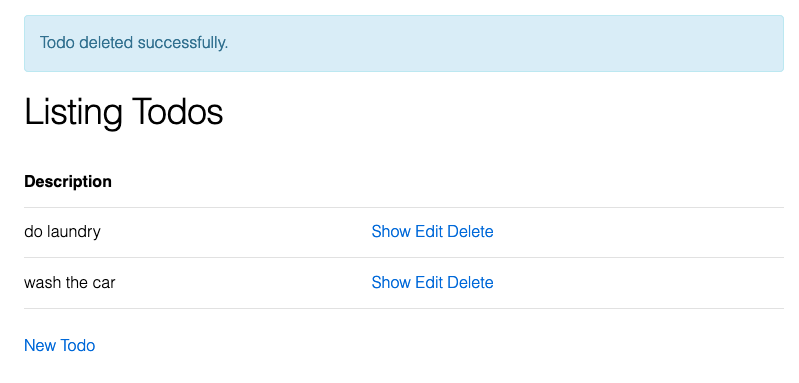 Todo deleted successfully.
Listing Todos
Description
do laundry Show Edit Delete
wash the car Show Edit Delete
New Todo